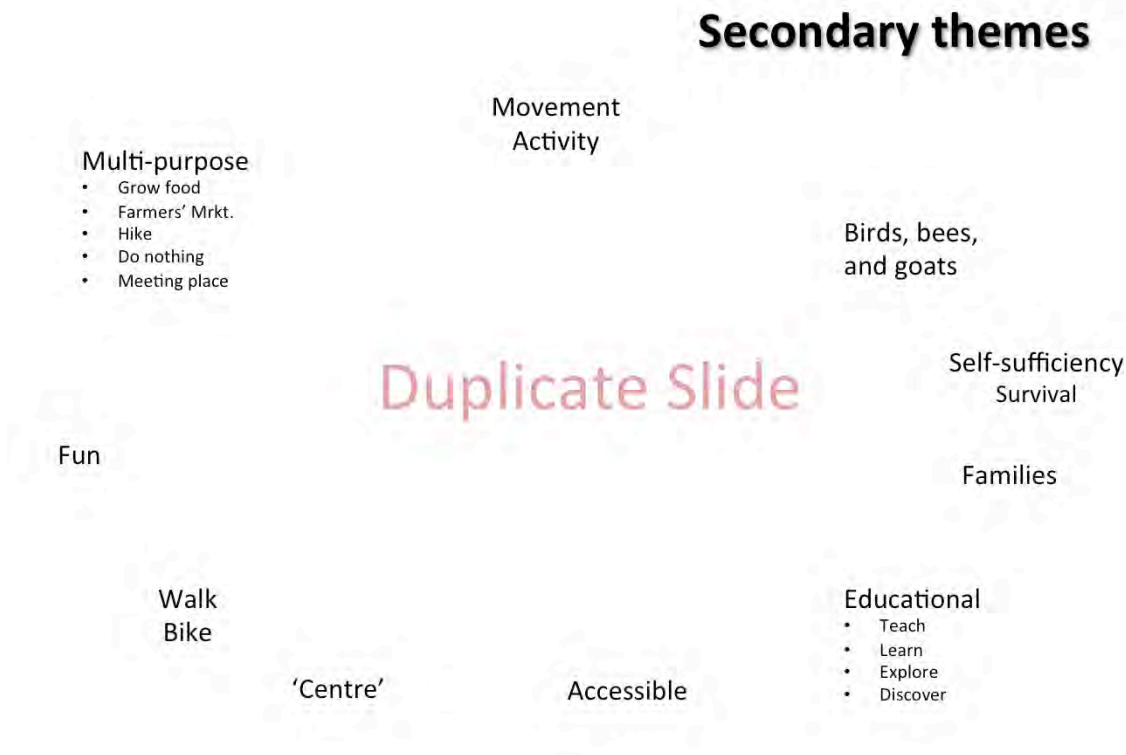 Secondary themes
Movement
Activity
Multi-purpose
• Grow food
• Farmers’ Mrkt.
• Hike
• Do nothing
• Meeting place
Birds, bees,
and goats
Duplicate Slide
Self-sufficiency
Survival
Fun
Families
Walk
Bike
Educational
• Teach
• Learn
• Explore
• Discover
‘Centre’
Accessible